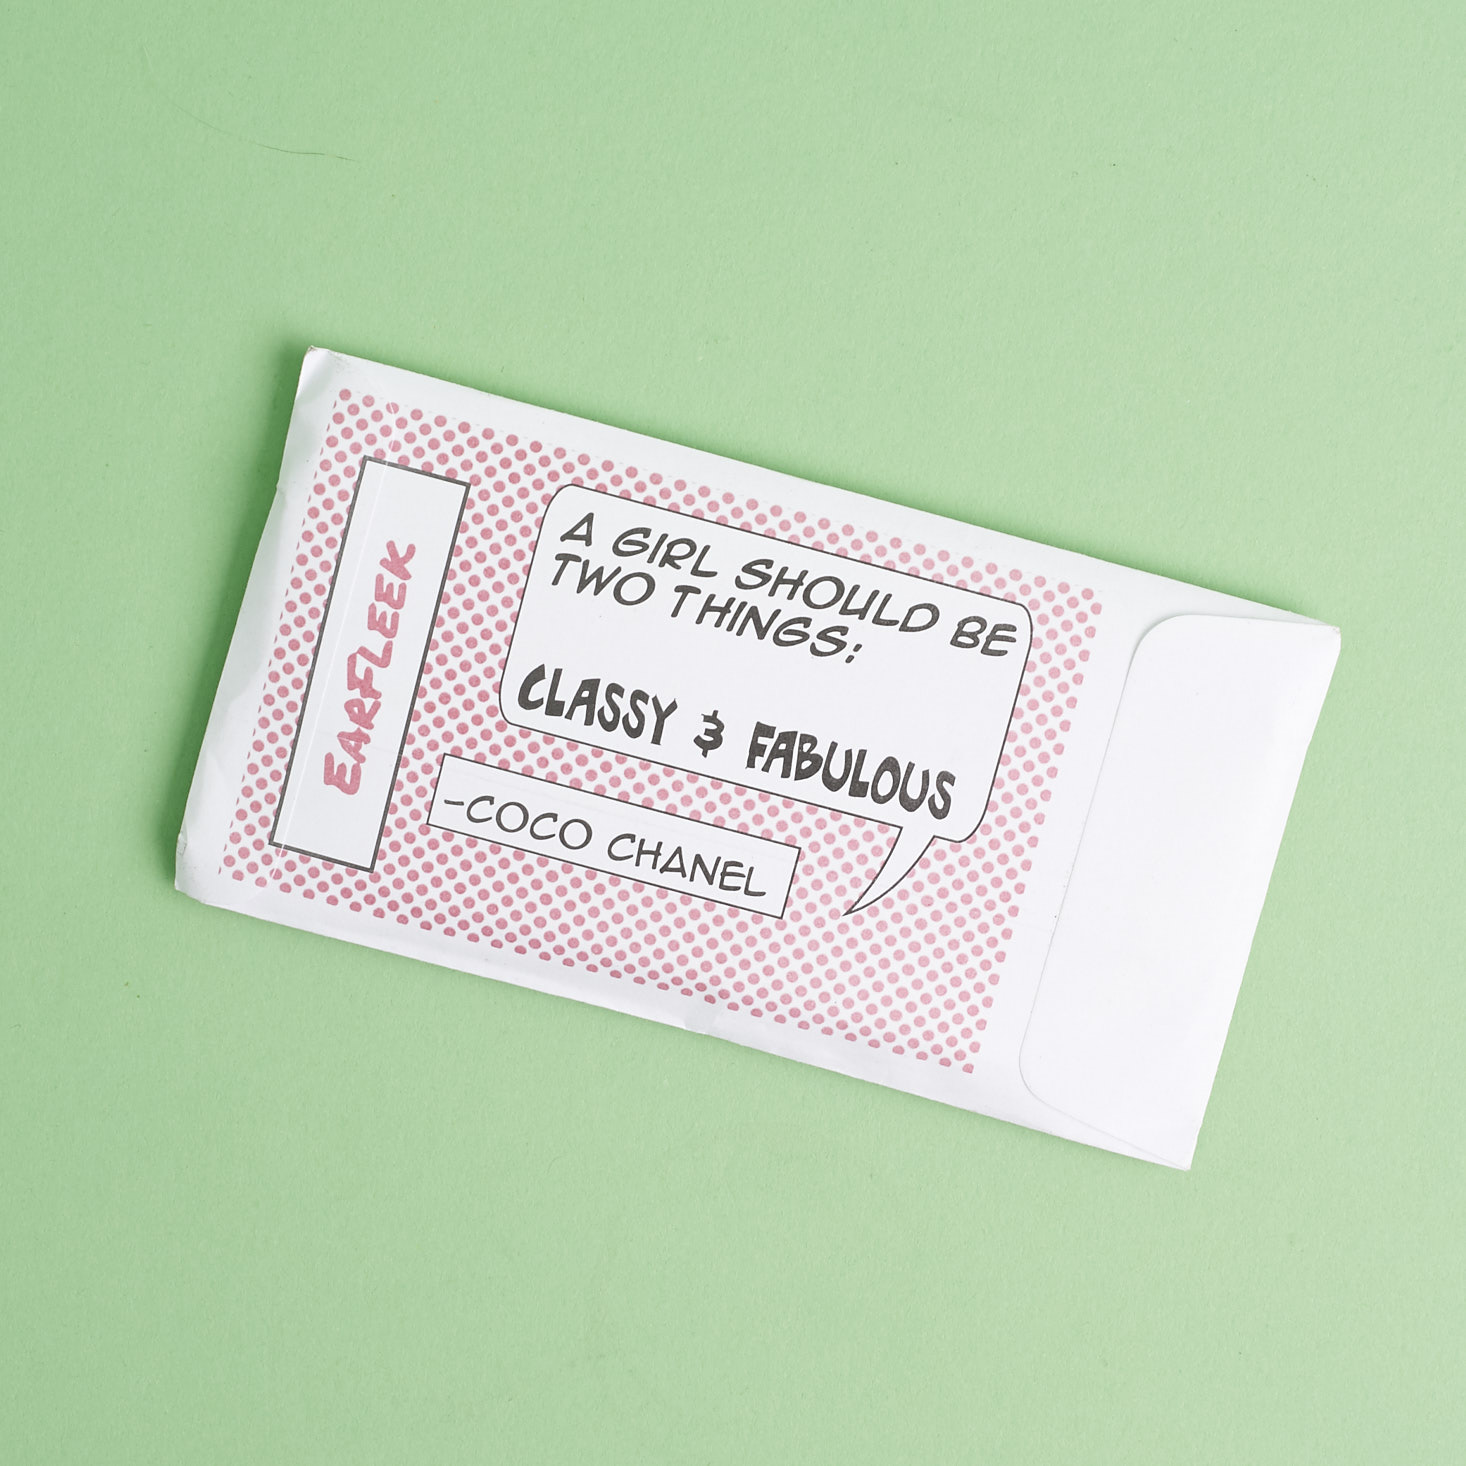 EARFLEEK
A GIRL SHOULD BE
TWO THINGS:
CLASSY & FABULOUS
-COCO CHANEL